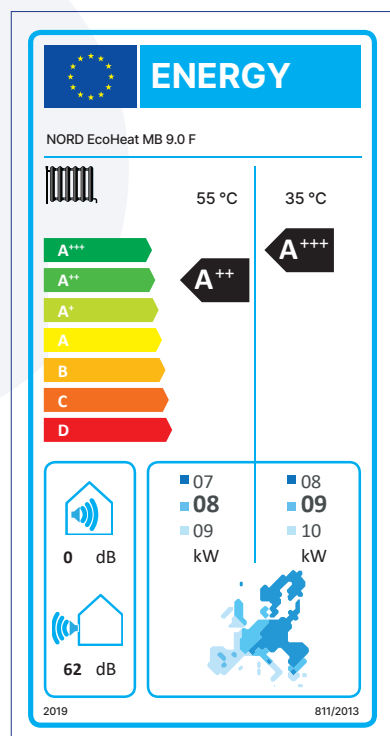 ENERGY
NORD EcoHeat MB 9.0 F
55 °C 35 °C
A+++
A++
A+++
A++
A+
A
B
C
D
07 08
08 09
09 10
kW kW
0 dB
62 dB
2019 811/2013